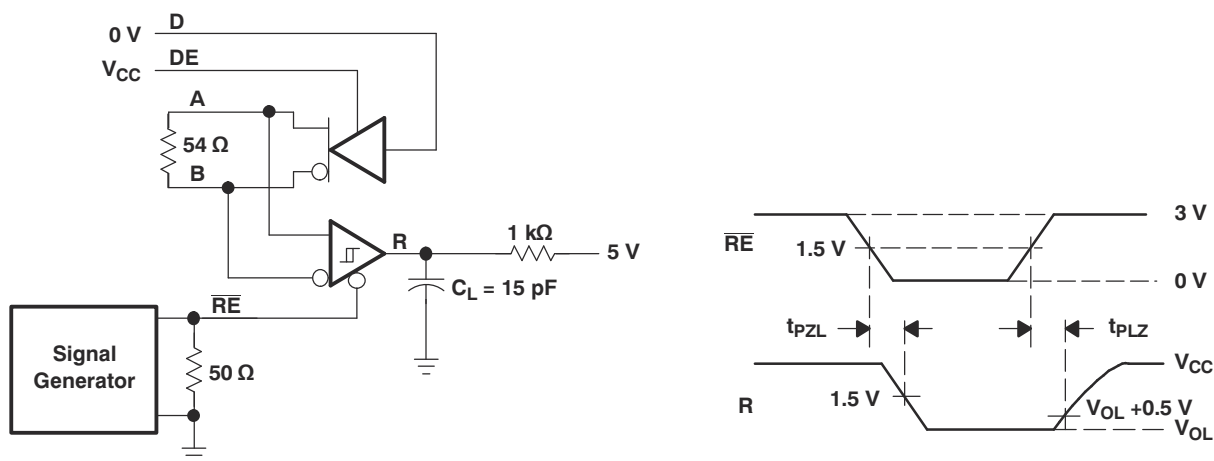 0 V D
VCC DE
A
54 Ω
B
R
1 kΩ
5 V
CL = 15 pF
RE
Signal
Generator
50 Ω
3 V
RE
1.5 V
0 V
tPZL
tPLZ
VCC
R
1.5 V
VOL +0.5 V
VOL